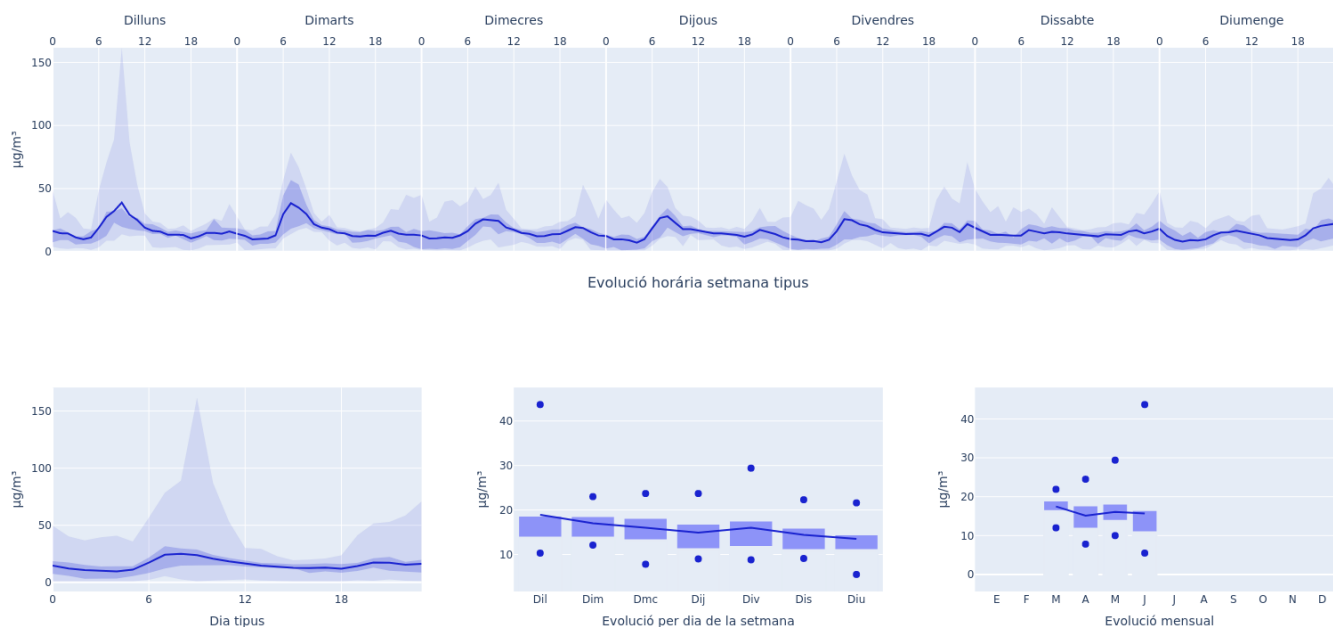 Dilluns Dimarts Dimecres Dijous Divendres Dissabte Diumenge
0 6 12 18 0 6 12 18 0 6 12 18 0 6 12 18 0 6 12 18 0 6 12 18 0 6 12 18
150
100
50
0
µg/m³
Evolució horária setmana tipus
150
100
50
0
µg/m³
0 6 12 18
Dia tipus
40
30
20
10
µg/m³
Dil Dim Dmc Dij Div Dis Diu
Evolució per dia de la setmana
40
30
20
10
0
µg/m³
E F M A M J J A S O N D
Evolució mensual